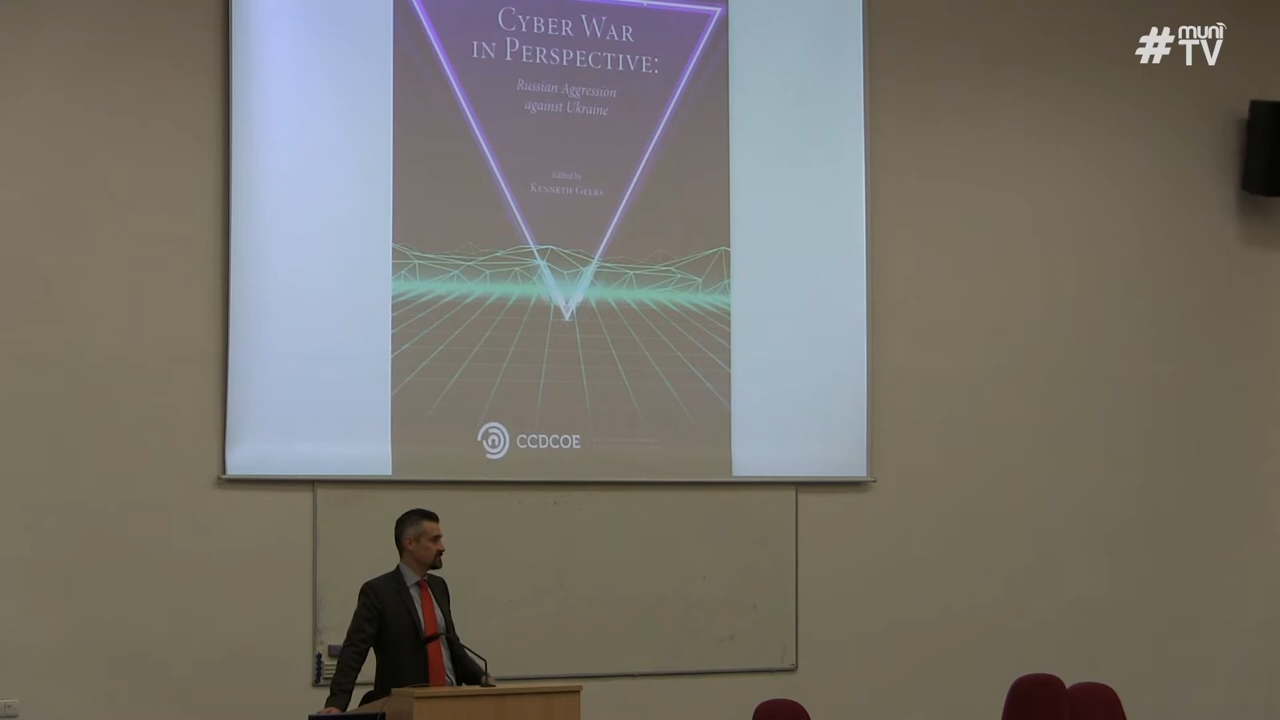 #muni
TV
CYBER WAR
IN PERSPECTIVE:
Russian Aggression
against Ukraine
Edited by
KENNETH GEERS
CCDCOE